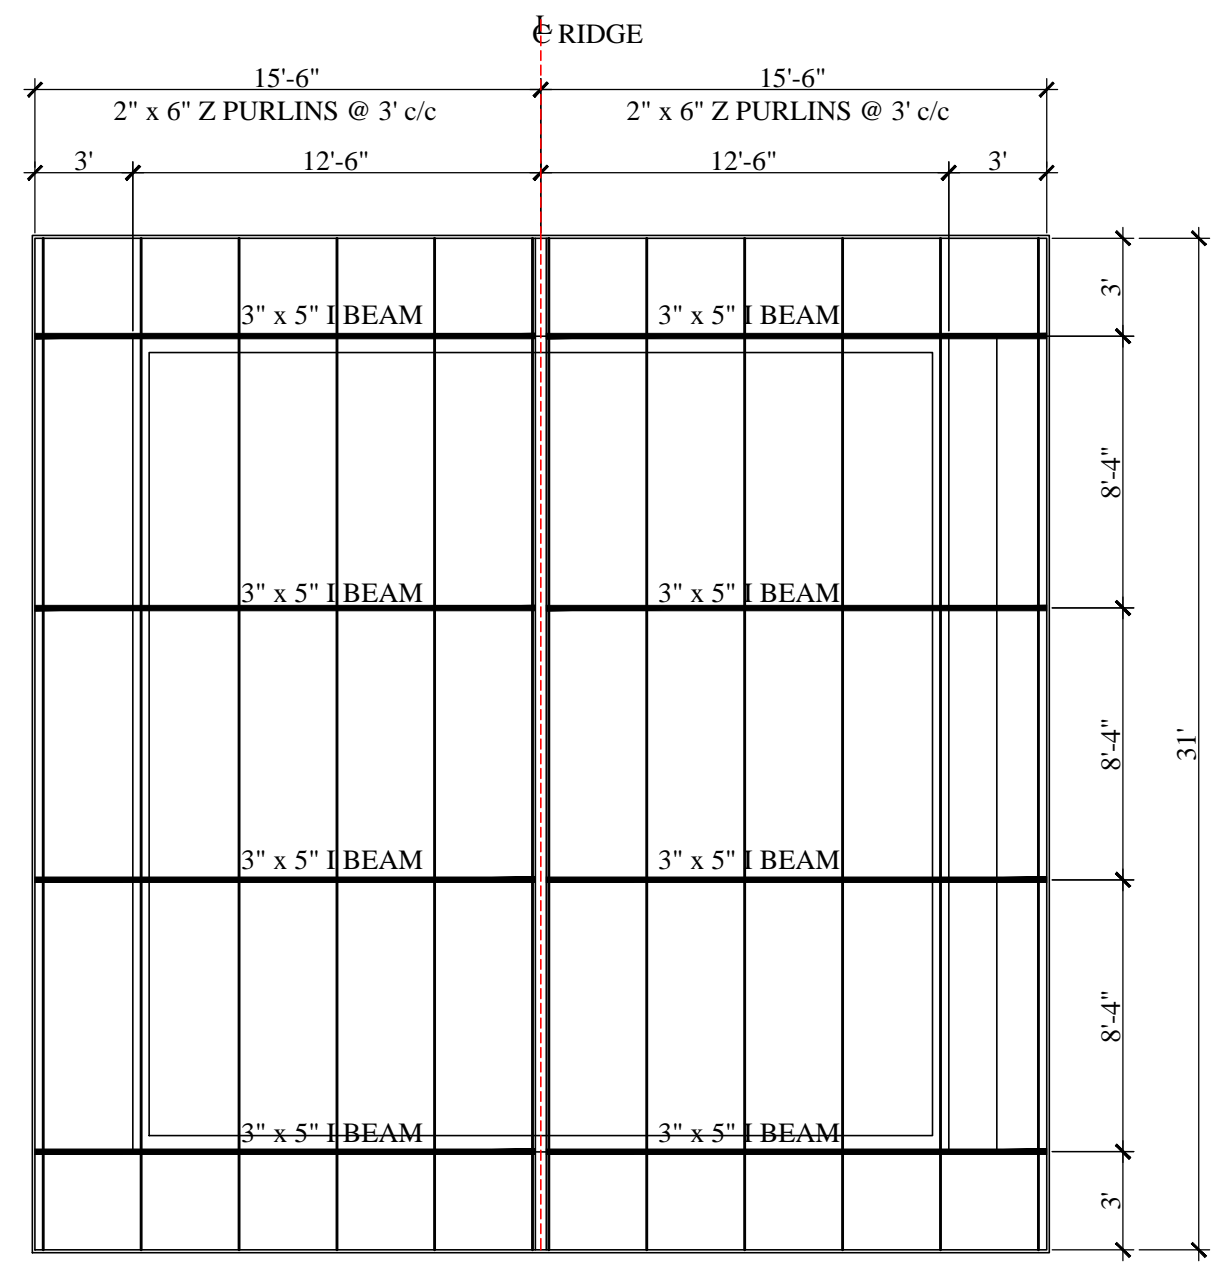 ℄ RIDGE
15'-6" 15'-6"
2" x 6" Z PURLINS @ 3' c/c 2" x 6" Z PURLINS @ 3' c/c
3' 12'-6" 12'-6" 3'
3'
3" x 5" I BEAM 3" x 5" I BEAM
8'-4"
3" x 5" I BEAM 3" x 5" I BEAM
8'-4"
31'
3" x 5" I BEAM 3" x 5" I BEAM
8'-4"
3" x 5" I BEAM 3" x 5" I BEAM
3'